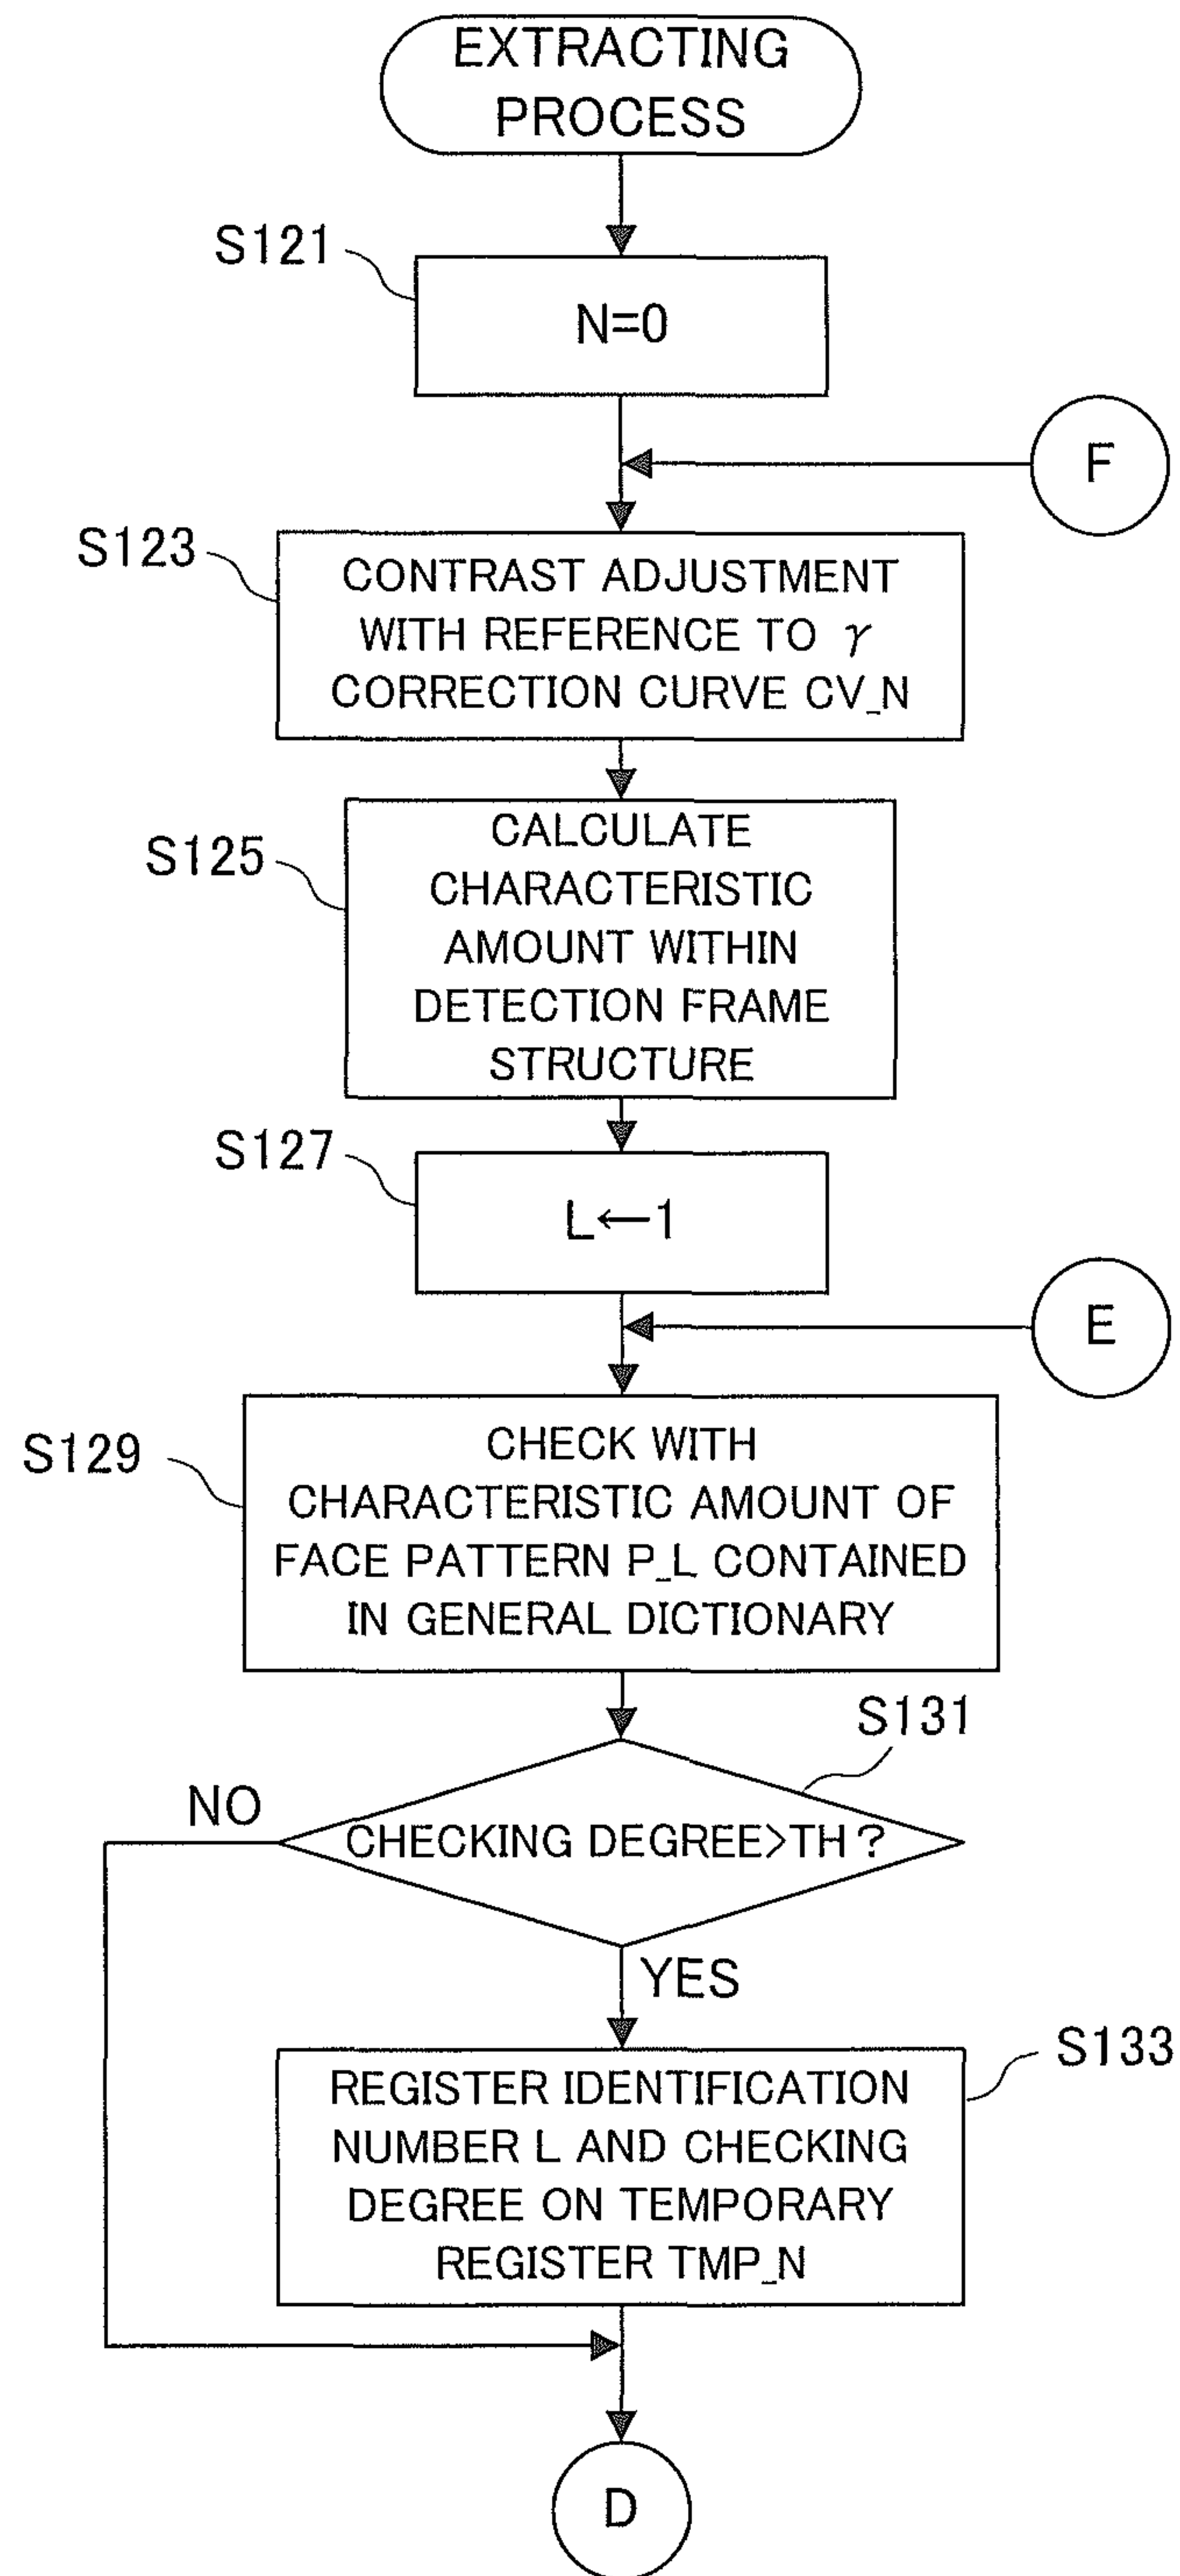 EXTRACTING
PROCESS
S121
N=0
F
S123
CONTRAST ADJUSTMENT
WITH REFERENCE TO γ
CORRECTION CURVE CV_N
S125
CALCULATE
CHARACTERISTIC
AMOUNT WITHIN
DETECTION FRAME
STRUCTURE
S127
L←1
E
S129
CHECK WITH
CHARACTERISTIC AMOUNT OF
FACE PATTERN P_L CONTAINED
IN GENERAL DICTIONARY
S131
NO
CHECKING DEGREE>TH?
YES
S133
REGISTER IDENTIFICATION
NUMBER L AND CHECKING
DEGREE ON TEMPORARY
REGISTER TMP_N
D